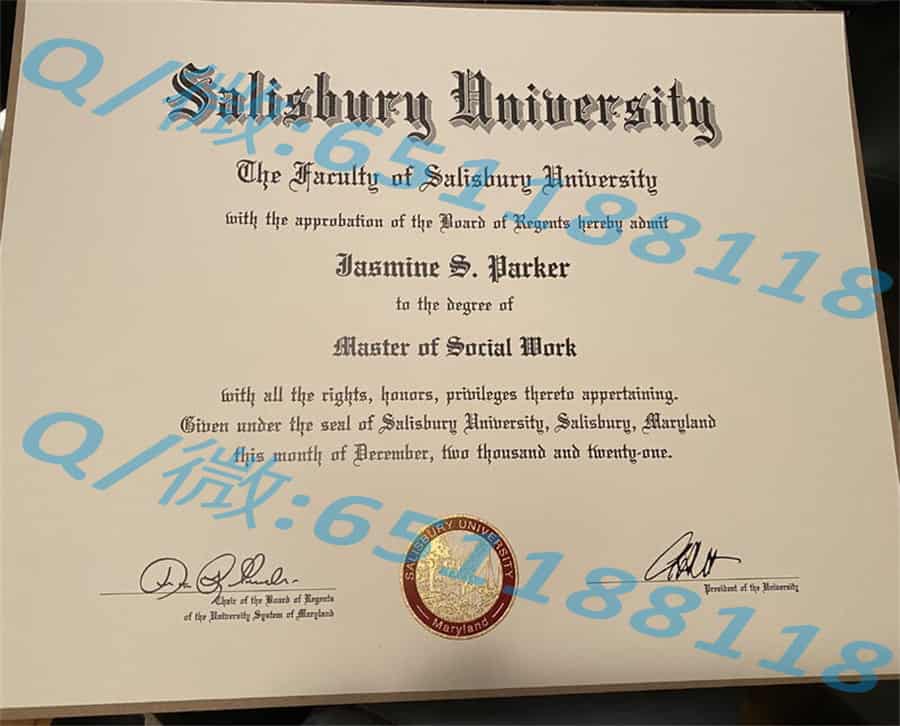 Salisbury University
The Faculty of Salisbury University
with the approbation of the Board of Regents hereby admit
Jasmine S. Parker
to the degree of
Master of Social Work
with all the rights, honors, privileges thereto appertaining.
Given under the seal of Salisbury University, Salisbury, Maryland
this month of December, two thousand and twenty-one.
Chair of the Board of Regents
of the University System of Maryland
SALISBURY UNIVERSITY
Maryland
President of the University
Q/微:651188118
Q/微:651188118